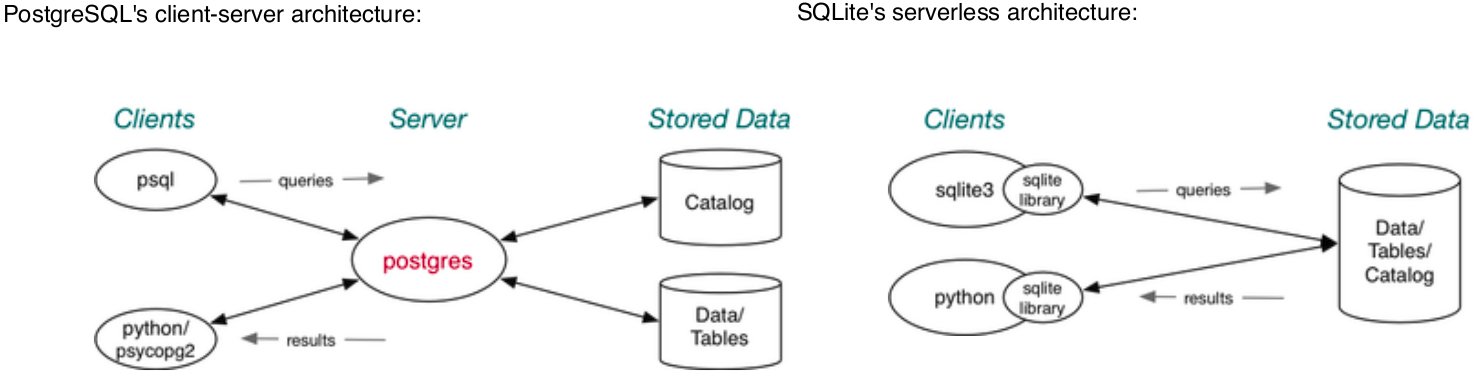 PostgreSQL's client-server architecture:
Clients
Server
Stored Data
psql
queries
Catalog
postgres
python/
psycopg2
results
Data/
Tables
SQLite's serverless architecture:
Clients
Stored Data
sqlite3
sqlite
library
queries
Data/
Tables/
Catalog
python
sqlite
library
results